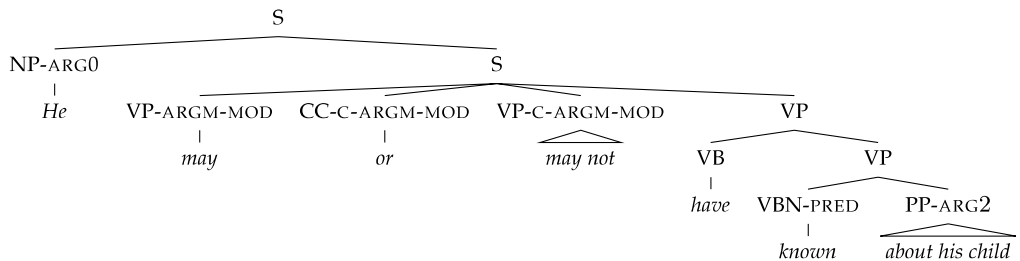 S
NP-ARG0 S
He VP-ARGM-MOD CC-C-ARGM-MOD VP-C-ARGM-MOD VP
may or may not VB VP
have VBN-PRED PP-ARG2
known about his child